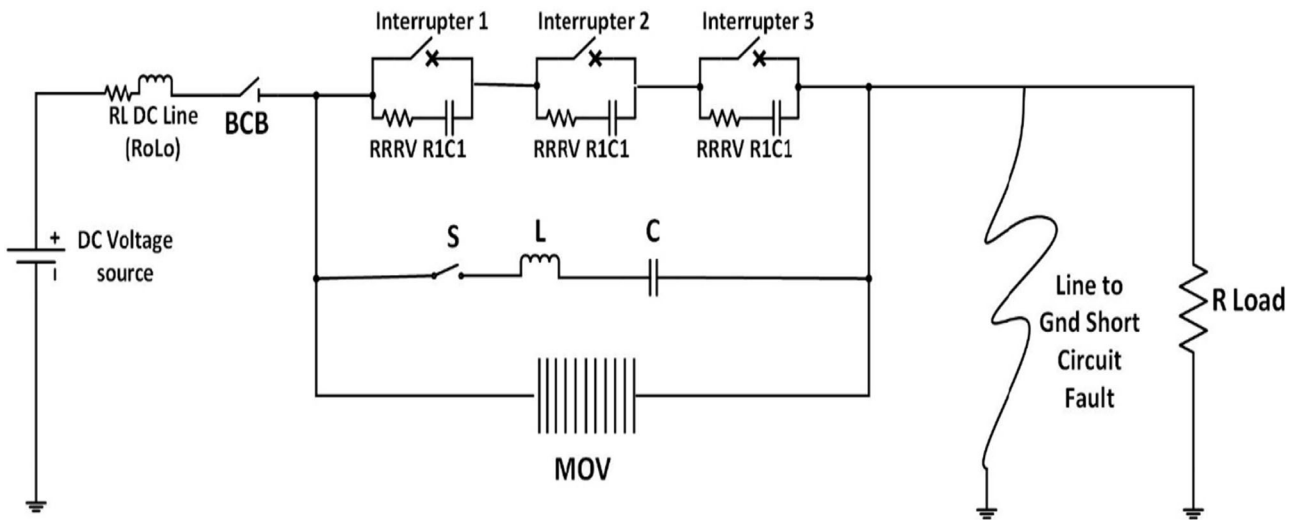 Interrupter 1
Interrupter 2
Interrupter 3
RL DC Line
(RoLo)
BCB
RRRV R1C1
RRRV R1C1
RRRV R1C1
+
DC Voltage
source
S
L
C
Line to
Gnd Short
Circuit
Fault
R Load
MOV